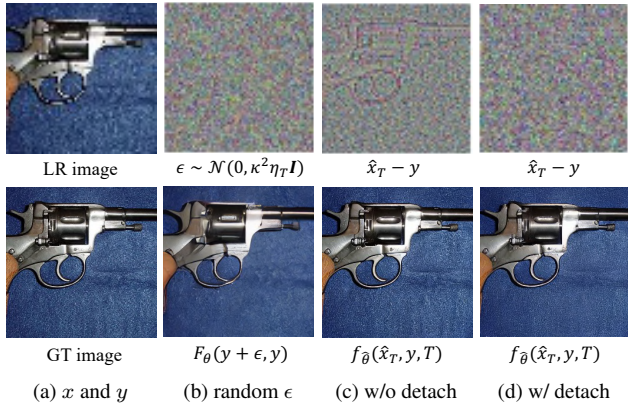 LR image
ϵ ~ 𝒩(0, κ²η_T I)
x̂_T − y
x̂_T − y
GT image
F_θ(y + ϵ, y)
f_θ̂(x̂_T, y, T)
f_θ̂(x̂_T, y, T)
(a) x and y
(b) random ϵ
(c) w/o detach
(d) w/ detach